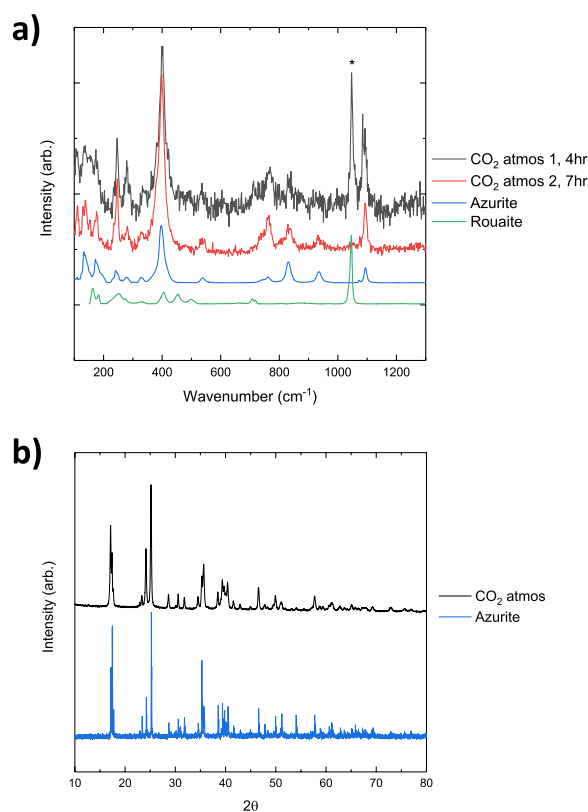 a)
*
Intensity (arb.)
CO₂ atmos 1, 4hr
CO₂ atmos 2, 7hr
Azurite
Rouaite
200 400 600 800 1000 1200
Wavenumber (cm⁻¹)
b)
Intensity (arb.)
CO₂ atmos
Azurite
10 20 30 40 50 60 70 80
2θ